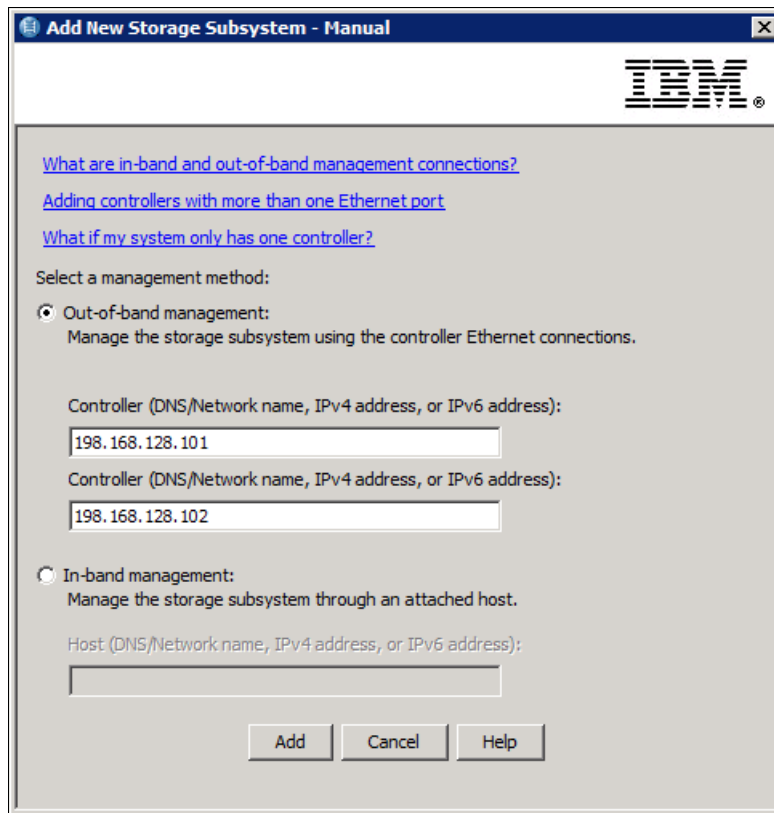 Add New Storage Subsystem - Manual
IBM®
What are in-band and out-of-band management connections?
Adding controllers with more than one Ethernet port
What if my system only has one controller?
Select a management method:
Out-of-band management:
Manage the storage subsystem using the controller Ethernet connections.
Controller (DNS/Network name, IPv4 address, or IPv6 address):
198.168.128.101
Controller (DNS/Network name, IPv4 address, or IPv6 address):
198.168.128.102
In-band management:
Manage the storage subsystem through an attached host.
Host (DNS/Network name, IPv4 address, or IPv6 address):
Add Cancel Help